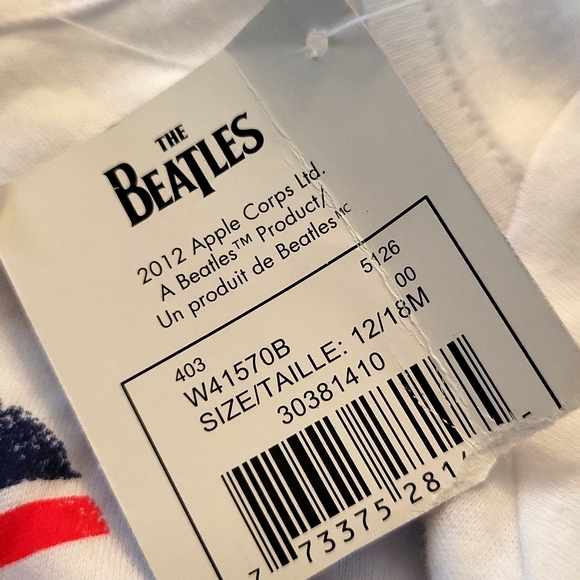 THE
BEATLES
2012 Apple Corps Ltd.
A Beatles™ Product/
Un produit de Beatles MC
403 5126
W41570B 00
SIZE/TAILLE: 12/18M
30381410
7 73375 2814